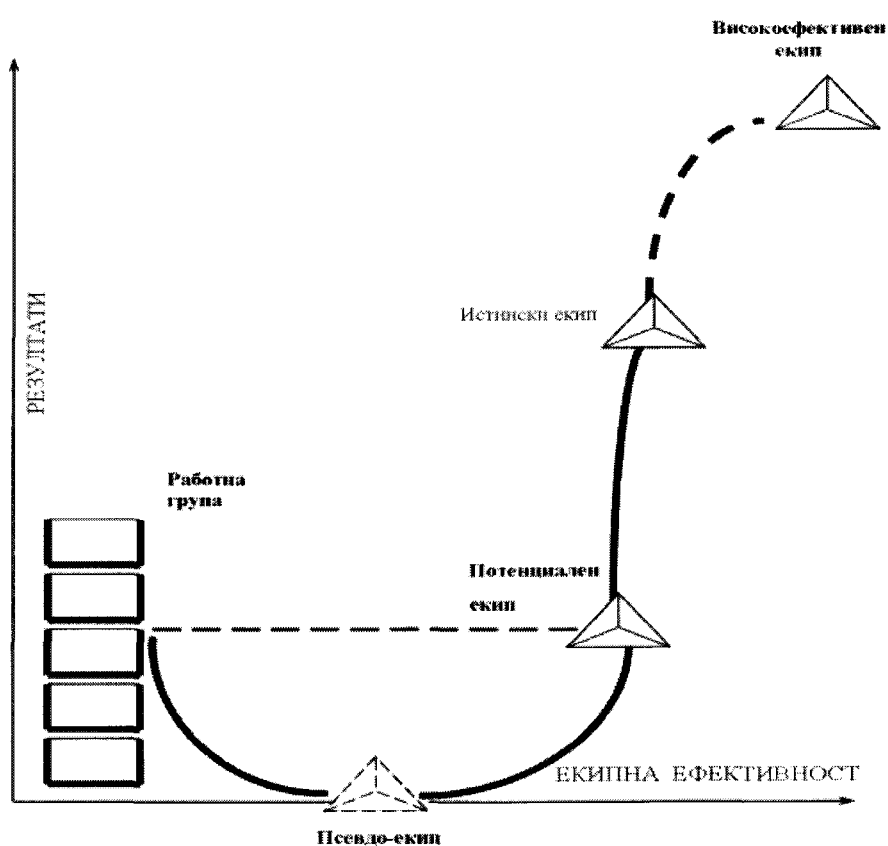 Високоефективен
екип
РЕЗУЛТАТИ
Истински екип
Работна
група
Потенциален
екип
ЕКИПНА ЕФЕКТИВНОСТ
Псевдо-екип